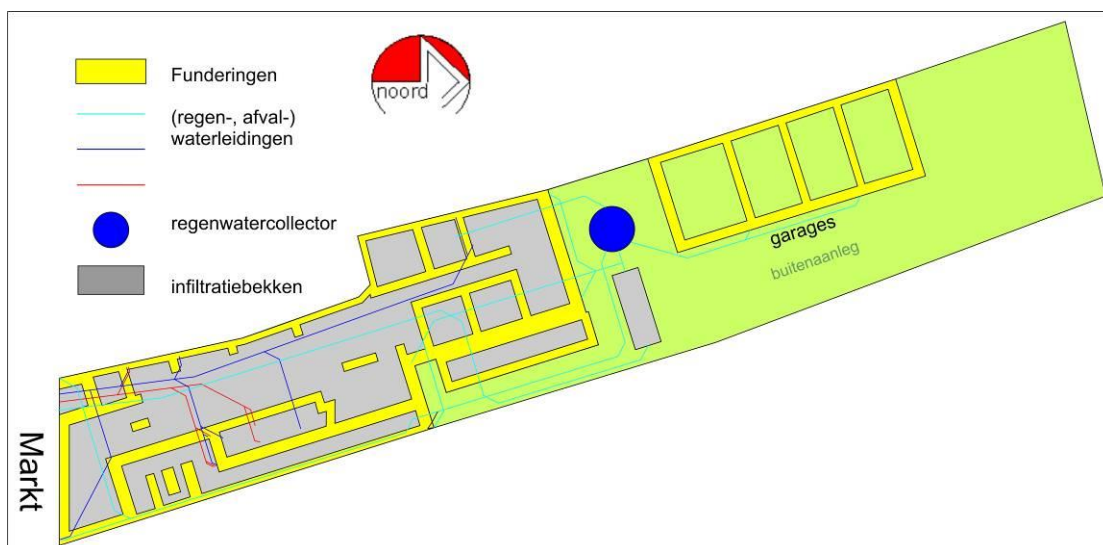 noord
Funderingen
(regen-, afval-)
waterleidingen
regenwatercollector
infiltratiebekken
garages
buitenaanleg
Markt